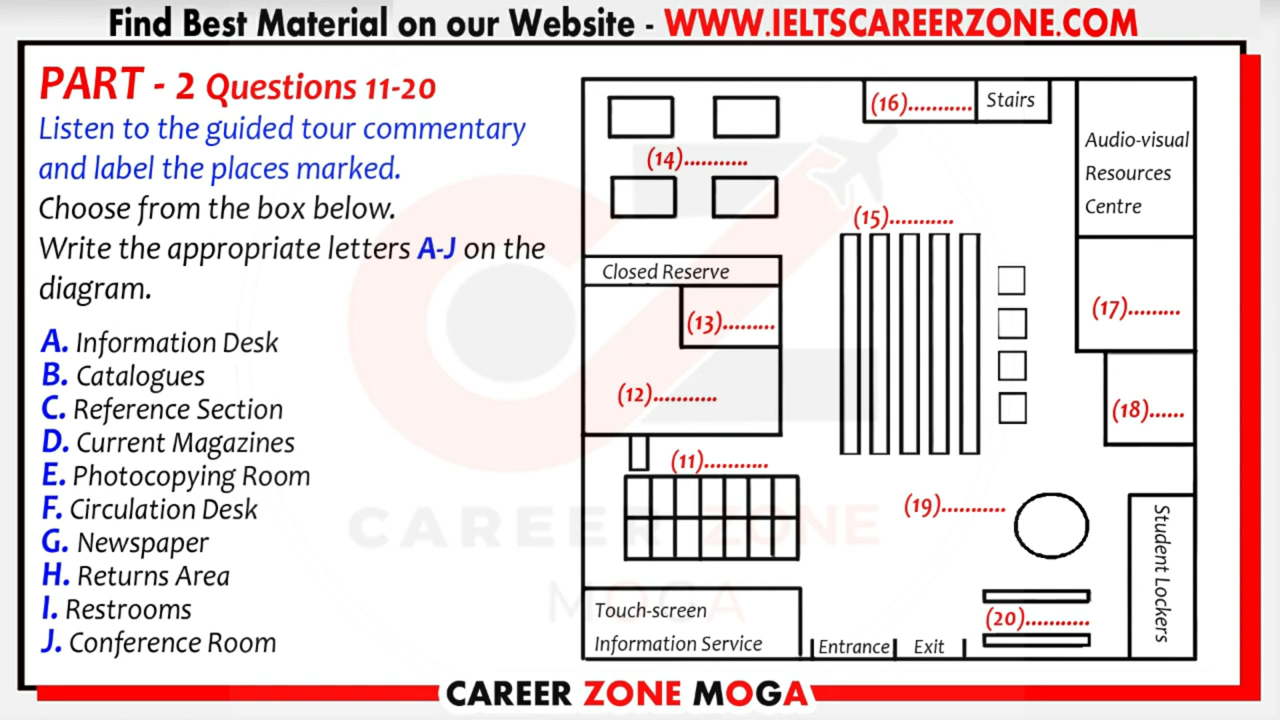 Find Best Material on our Website - WWW.IELTSCAREERZONE.COM
PART - 2 Questions 11-20
Listen to the guided tour commentary
and label the places marked.
Choose from the box below.
Write the appropriate letters A-J on the
diagram.
A. Information Desk
B. Catalogues
C. Reference Section
D. Current Magazines
E. Photocopying Room
F. Circulation Desk
G. Newspaper
H. Returns Area
I. Restrooms
J. Conference Room
(16)...........
Stairs
Audio-visual
Resources
Centre
(14)...........
(15)...........
Closed Reserve
(13).........
(17).........
(12)...........
(18)......
(11)...........
(19)...........
Student Lockers
Touch-screen
Information Service
(20)...........
Entrance
Exit
CAREER ZONE
MOGA
CAREER ZONE MOGA